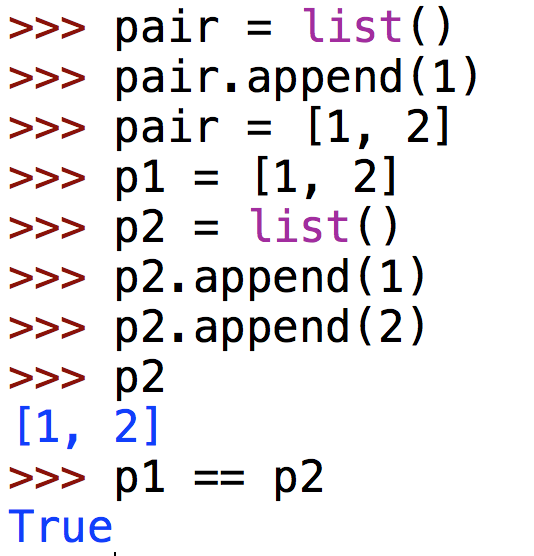 >>> pair = list()
>>> pair.append(1)
>>> pair = [1, 2]
>>> p1 = [1, 2]
>>> p2 = list()
>>> p2.append(1)
>>> p2.append(2)
>>> p2
[1, 2]
>>> p1 == p2
True